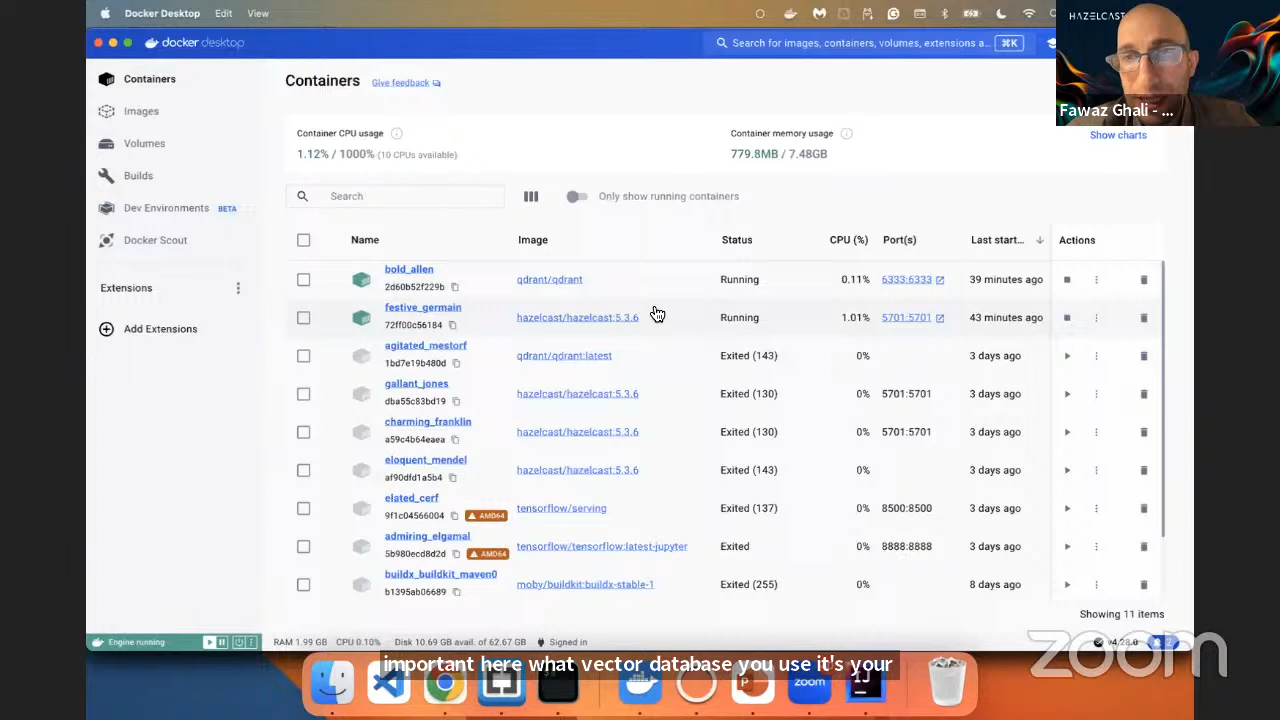 Docker Desktop Edit View
HAZELCAST
docker desktop
Search for images, containers, volumes, extensions a... ⌘K
Fawaz Ghali - ...
Containers
Images
Volumes
Builds
Dev Environments BETA
Docker Scout
Extensions
Add Extensions
Containers Give feedback
Container CPU usage
1.12% / 1000% (10 CPUs available)
Container memory usage
779.8MB / 7.48GB
Show charts
Search
Only show running containers
Name Image Status CPU (%) Port(s) Last start... Actions
bold_allen
2d60b52f229b
qdrant/qdrant Running 0.11% 6333:6333 39 minutes ago
festive_germain
72ff00c56184
hazelcast/hazelcast:5.3.6 Running 1.01% 5701:5701 43 minutes ago
agitated_mestorf
1bd7e19b480d
qdrant/qdrant:latest Exited (143) 0% 3 days ago
gallant_jones
dba55c83bd19
hazelcast/hazelcast:5.3.6 Exited (130) 0% 5701:5701 3 days ago
charming_franklin
a59c4b64eaea
hazelcast/hazelcast:5.3.6 Exited (130) 0% 5701:5701 3 days ago
eloquent_mendel
af90dfd1a5b4
hazelcast/hazelcast:5.3.6 Exited (143) 0% 3 days ago
elated_cerf
9f1c04566004 AMD64
tensorflow/serving Exited (137) 0% 8500:8500 3 days ago
admiring_elgamal
5b980ecd8d2d AMD64
tensorflow/tensorflow:latest-jupyter Exited 0% 8888:8888 3 days ago
buildx_buildkit_maven0
b1395ab06689
moby/buildkit:buildx-stable-1 Exited (255) 0% 8 days ago
Showing 11 items
Engine running
RAM 1.99 GB CPU 0.10% Disk 10.69 GB avail. of 62.67 GB Signed in
v4.28.0
2
important here what vector database you use it's your
zoom
zoom